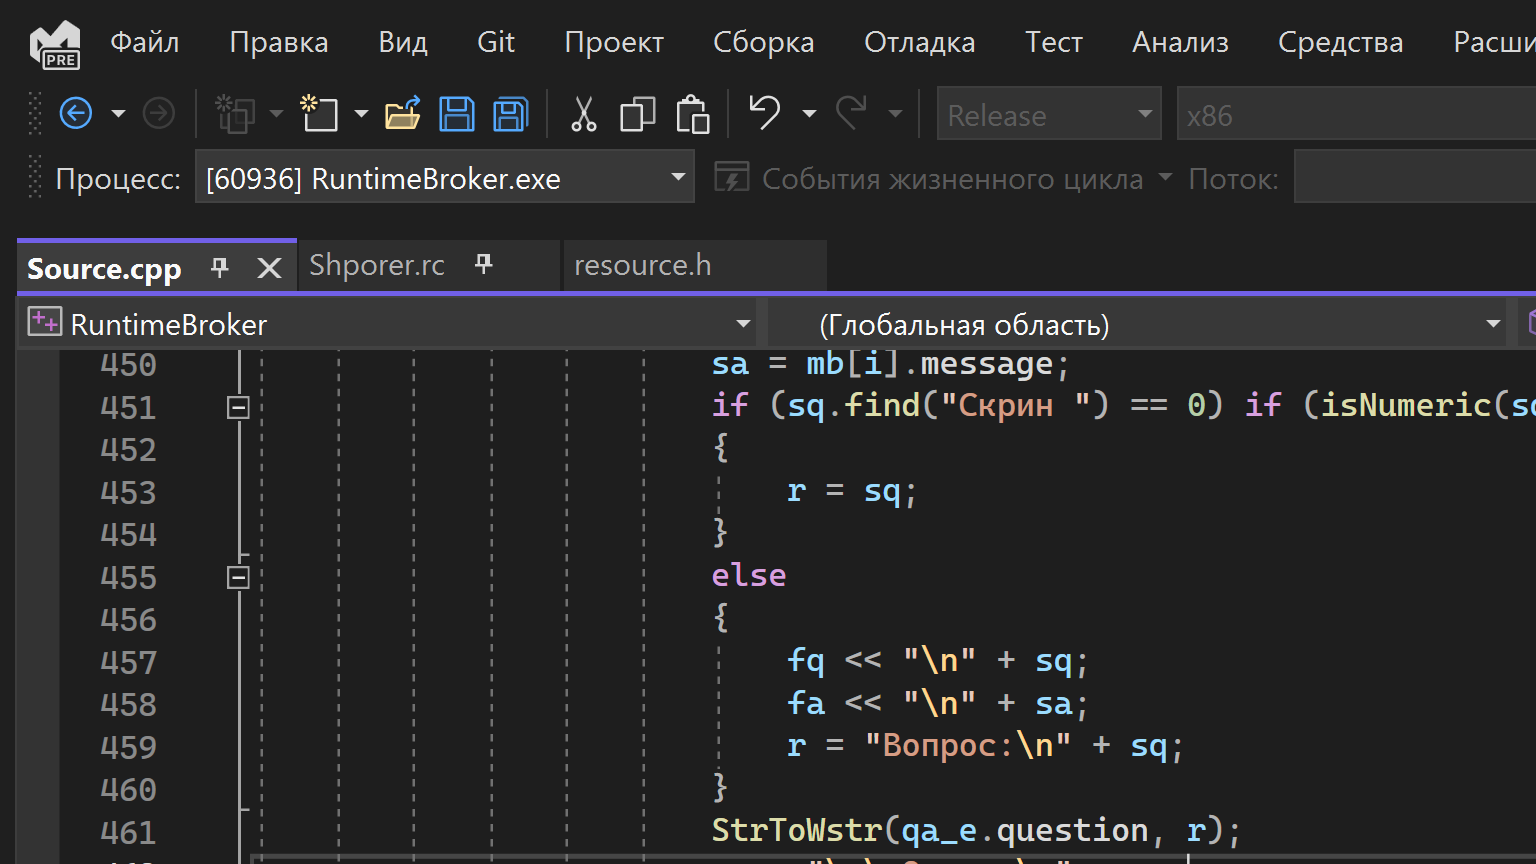 PRE Файл Правка Вид Git Проект Сборка Отладка Тест Анализ Средства
Release x86
Процесс: [60936] RuntimeBroker.exe События жизненного цикла Поток:
Source.cpp Shporer.rc resource.h
RuntimeBroker (Глобальная область)
450 sa = mb[i].message;
451 if (sq.find("Скрин ") == 0) if (isNumeric(
452 {
453 r = sq;
454 }
455 else
456 {
457 fq << "\n" + sq;
458 fa << "\n" + sa;
459 r = "Вопрос:\n" + sq;
460 }
461 StrToWstr(qa_e.question, r);